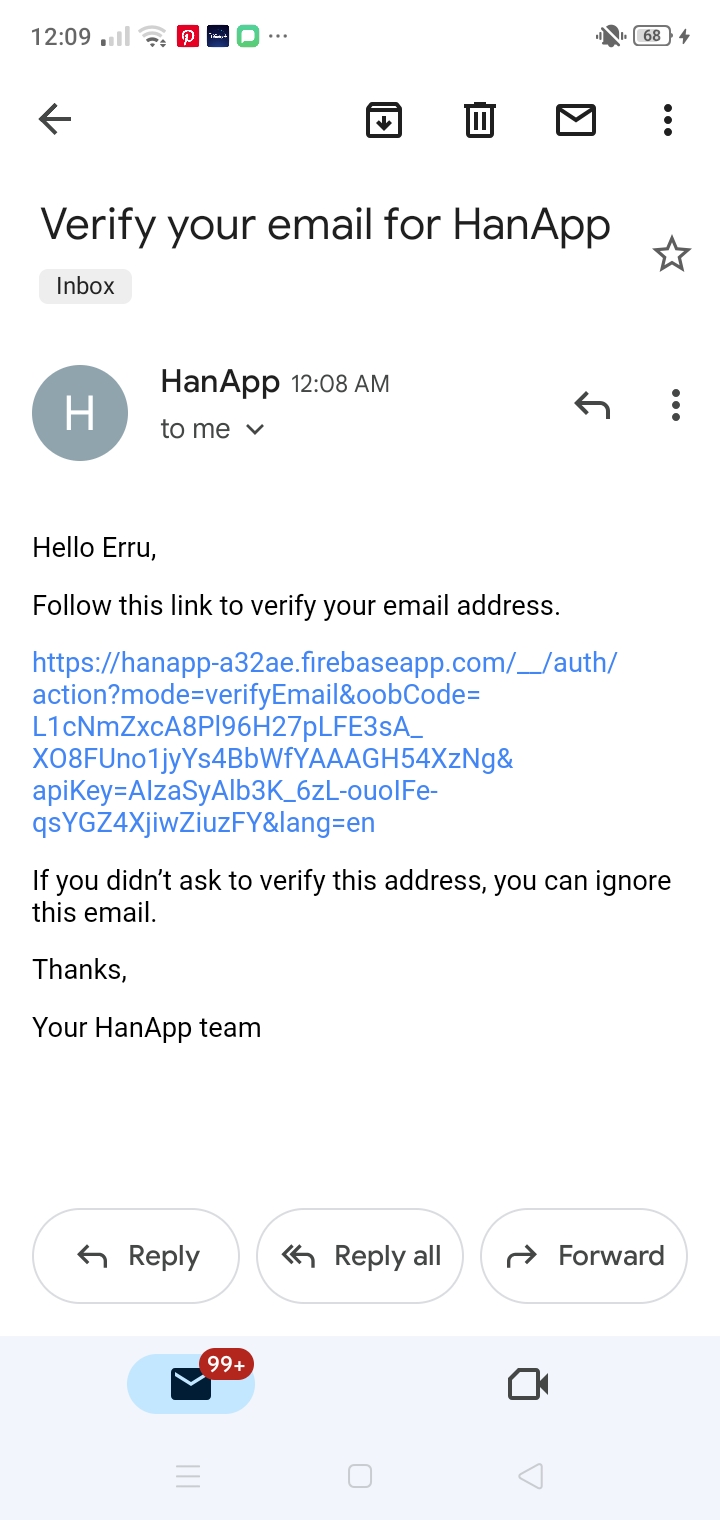 12:09
68
Verify your email for HanApp
Inbox
H
HanApp 12:08 AM
to me
Hello Erru,
Follow this link to verify your email address.
https://hanapp-a32ae.firebaseapp.com/__/auth/
action?mode=verifyEmail&oobCode=
L1cNmZxcA8Pl96H27pLFE3sA_
XO8FUno1jyYs4BbWfYAAAGH54XzNg&
apiKey=AIzaSyAlb3K_6zL-ouoIFe-
qsYGZ4XjiwZiuzFY&lang=en
If you didn’t ask to verify this address, you can ignore
this email.
Thanks,
Your HanApp team
Reply
Reply all
Forward
99+